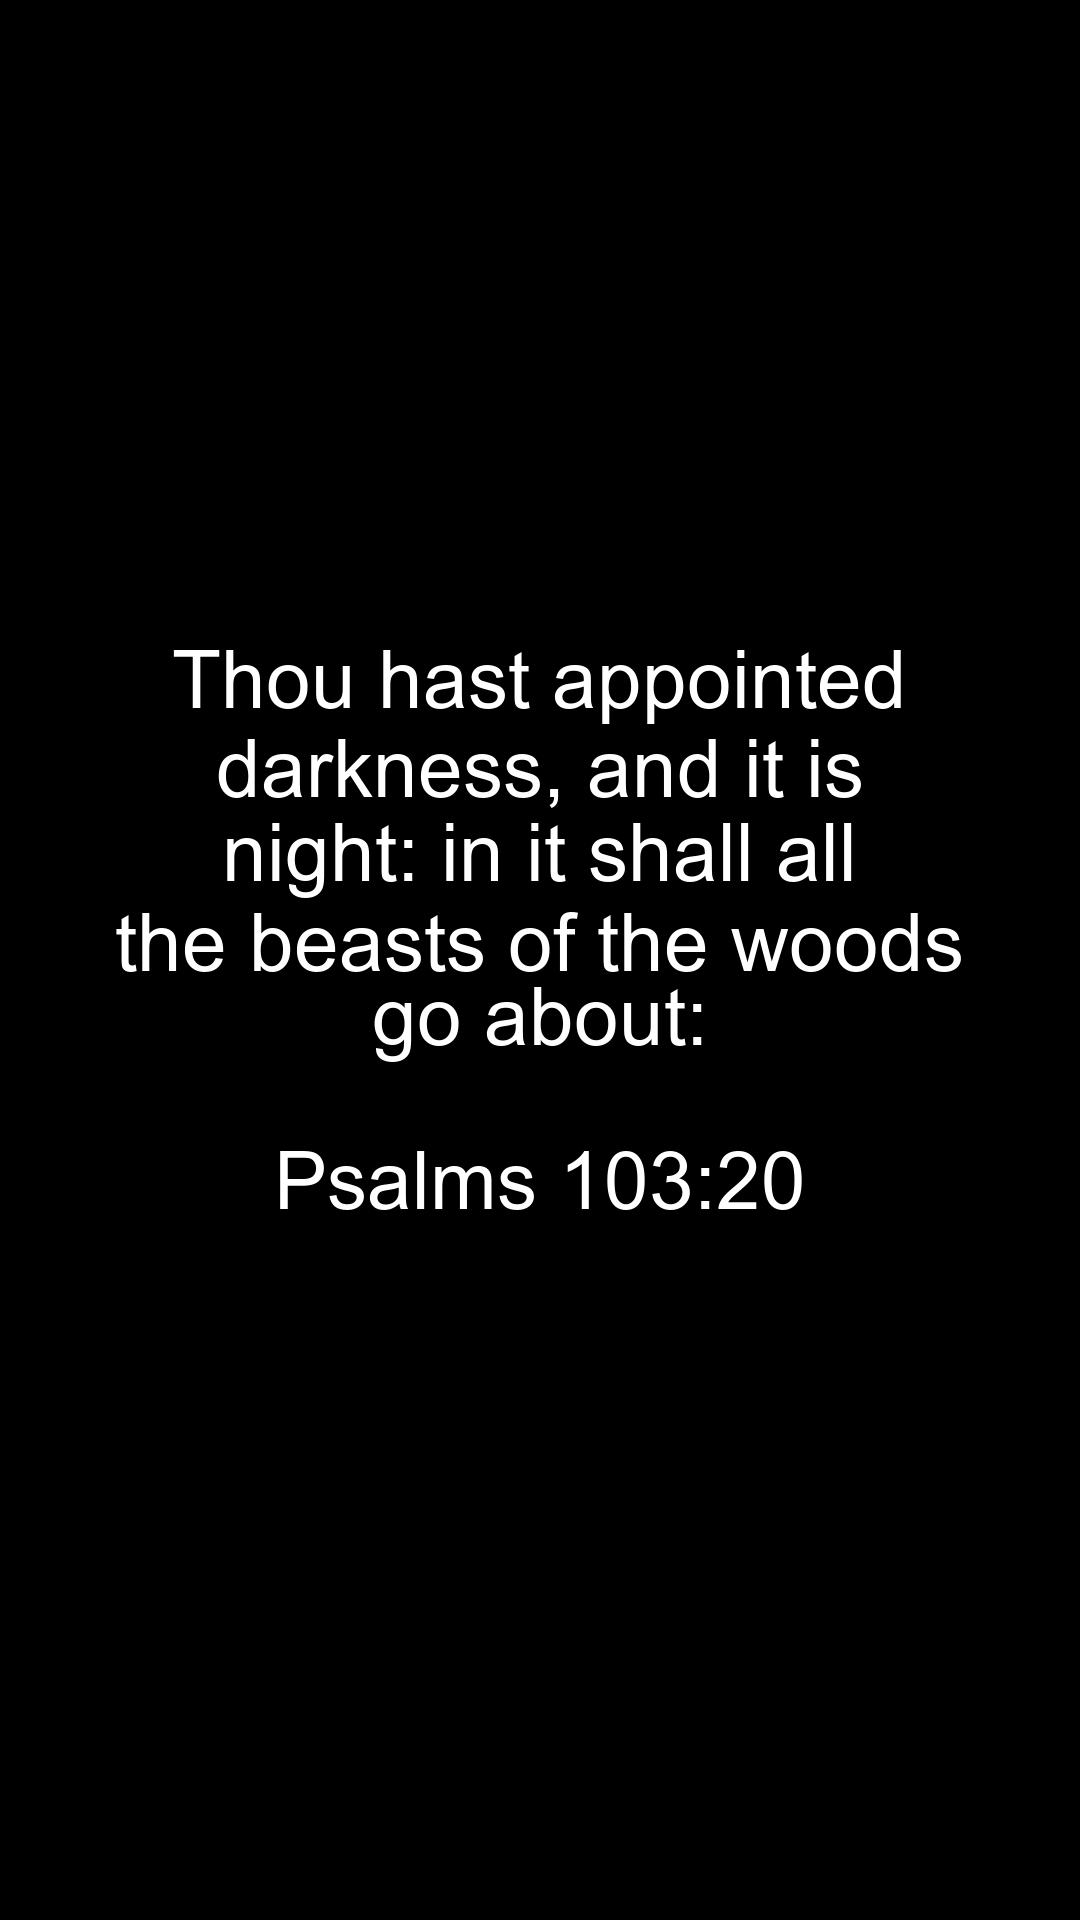 Thou hast appointed
darkness, and it is
night: in it shall all
the beasts of the woods
go about:
Psalms 103:20